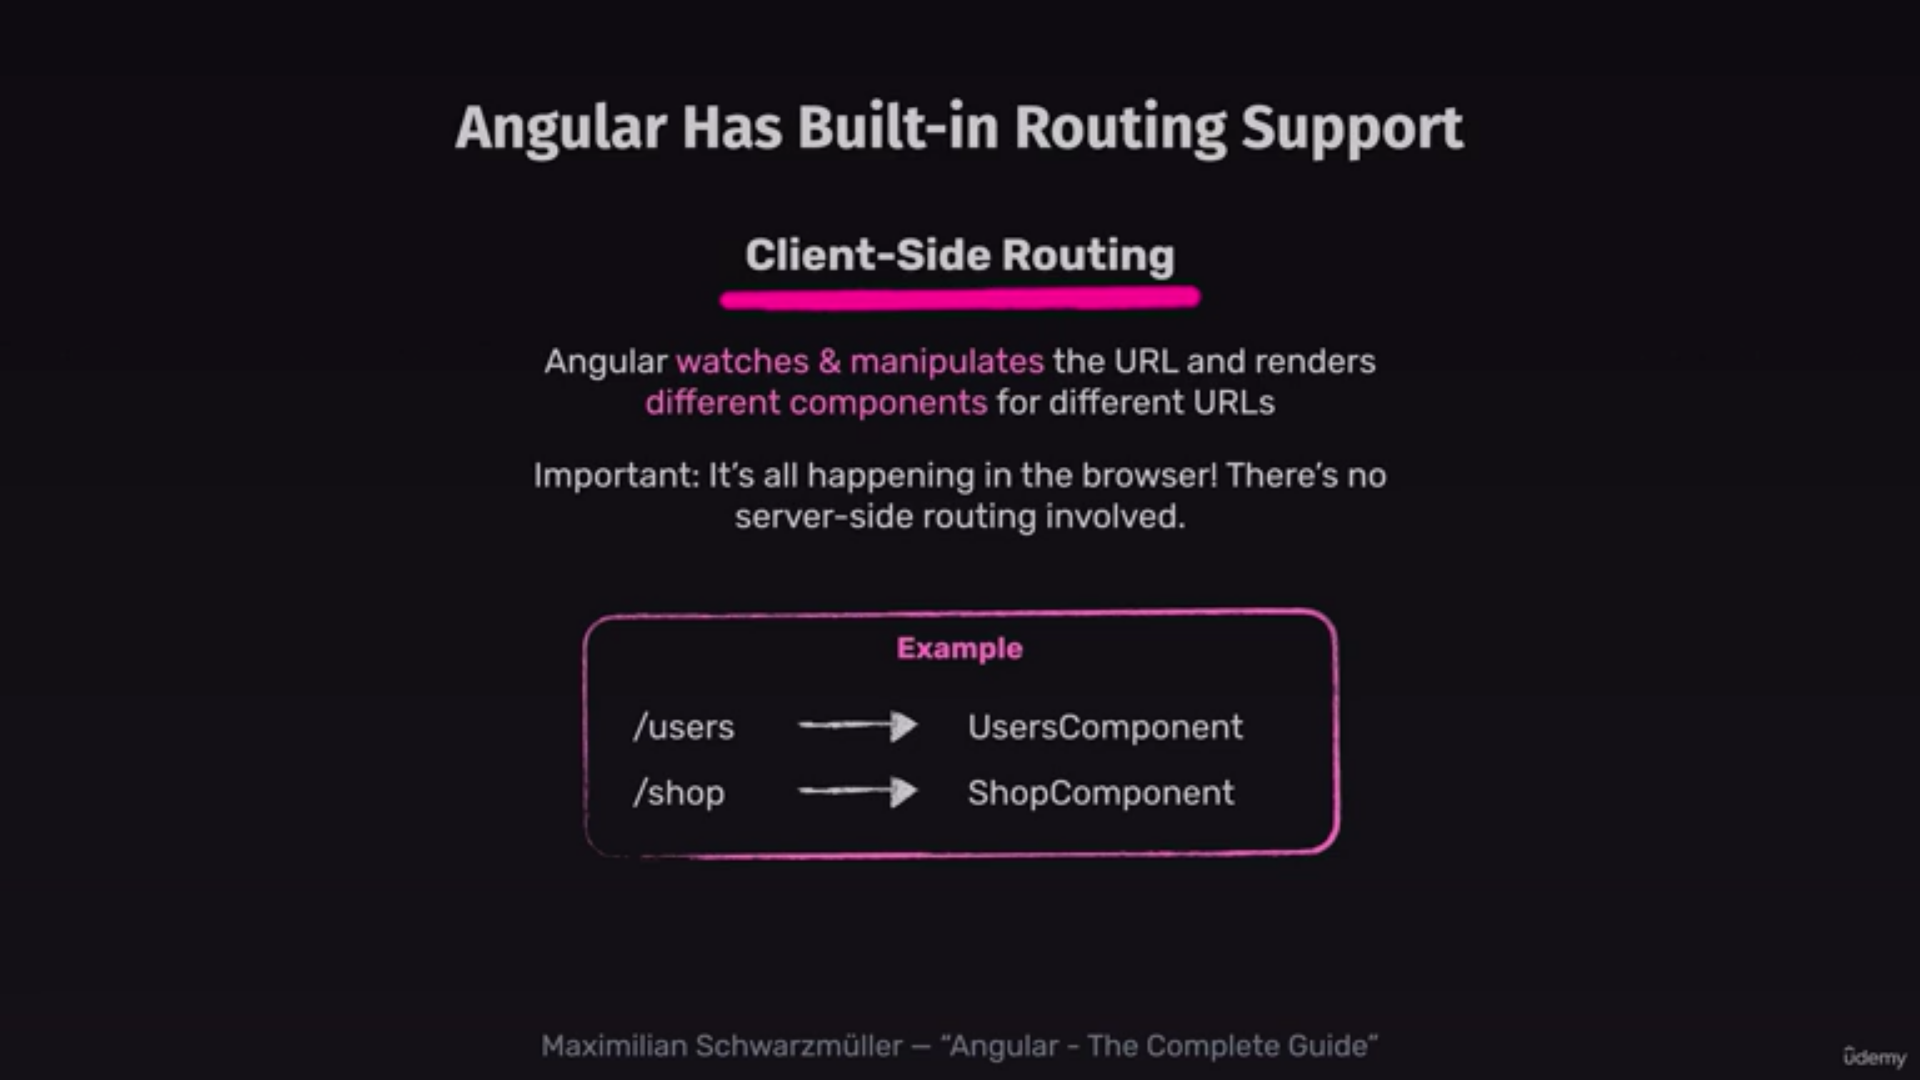 Angular Has Built-in Routing Support
Client-Side Routing
Angular watches & manipulates the URL and renders
different components for different URLs
Important: It’s all happening in the browser! There’s no
server-side routing involved.
Example
/users UsersComponent
/shop ShopComponent
Maximilian Schwarzmüller — “Angular - The Complete Guide”
ûdemy